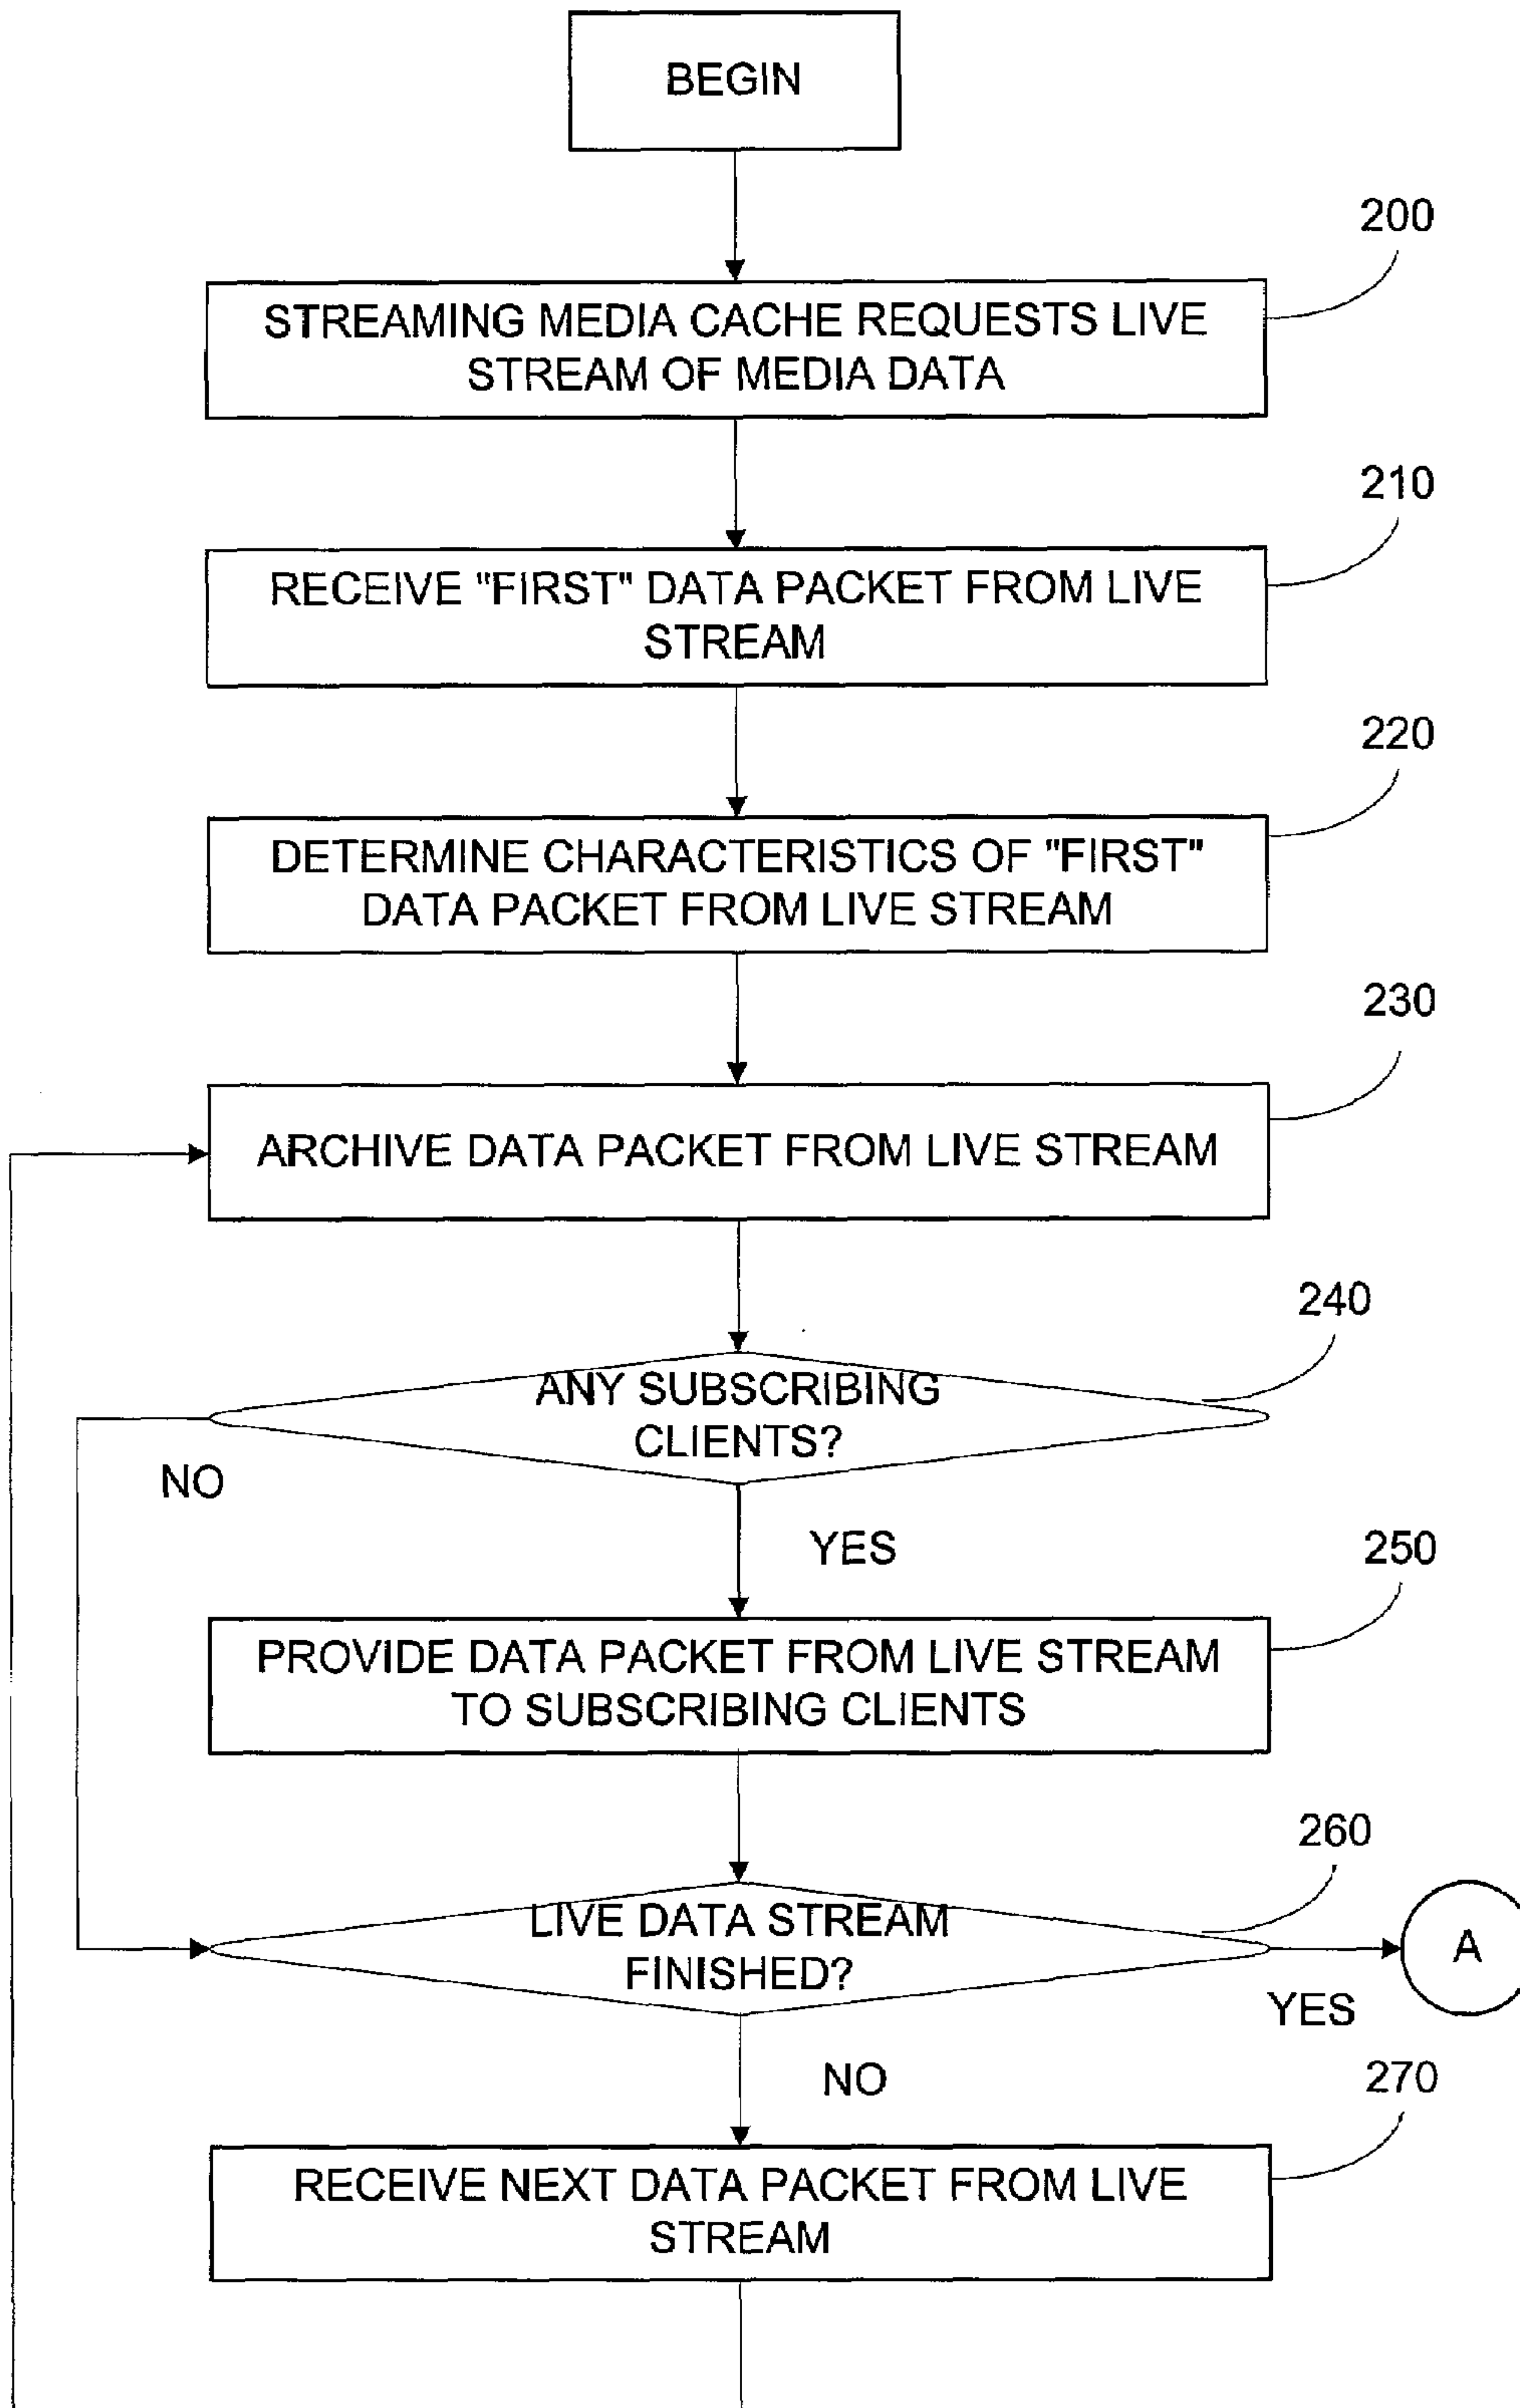 BEGIN
200
STREAMING MEDIA CACHE REQUESTS LIVE
STREAM OF MEDIA DATA
210
RECEIVE "FIRST" DATA PACKET FROM LIVE
STREAM
220
DETERMINE CHARACTERISTICS OF "FIRST"
DATA PACKET FROM LIVE STREAM
230
ARCHIVE DATA PACKET FROM LIVE STREAM
240
ANY SUBSCRIBING
CLIENTS?
NO
YES
250
PROVIDE DATA PACKET FROM LIVE STREAM
TO SUBSCRIBING CLIENTS
260
LIVE DATA STREAM
FINISHED?
A
YES
NO
270
RECEIVE NEXT DATA PACKET FROM LIVE
STREAM